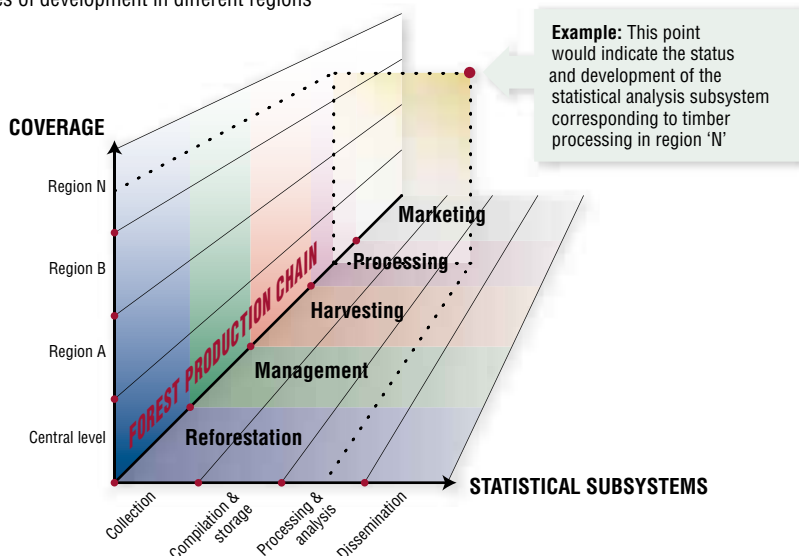 es of development in different regions
Example: This point
would indicate the status
and development of the
statistical analysis subsystem
corresponding to timber
processing in region ‘N’
COVERAGE
Region N
Region B
Region A
Central level
FOREST PRODUCTION CHAIN
Marketing
Processing
Harvesting
Management
Reforestation
STATISTICAL SUBSYSTEMS
Collection
Compilation &
storage
Processing &
analysis
Dissemination